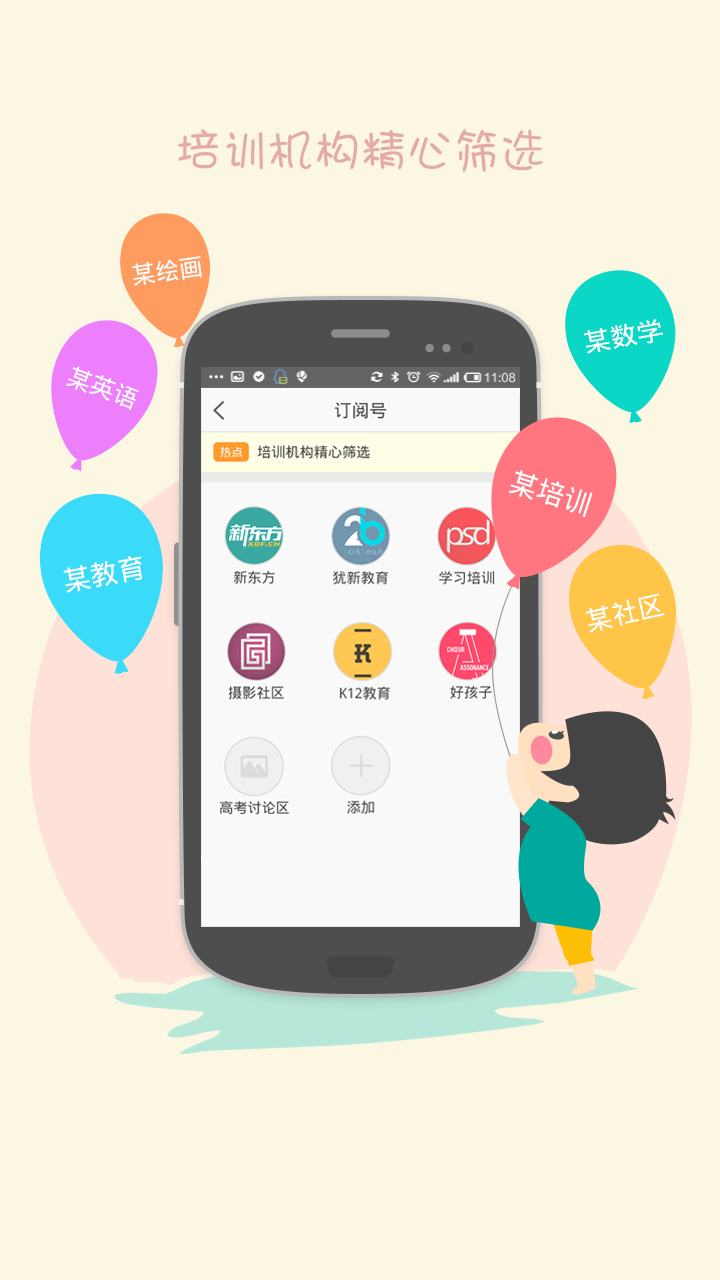 培训机构精心筛选
某绘画
某数学
某英语
11:08
订阅号
热点 培训机构精心筛选
某培训
某教育
新东方
XDF.CN
2b
psd
新东方 犹新教育 学习培训
某社区
K
CHŒUR
ASSONANCE
摄影社区 K12教育 好孩子
高考讨论区 添加